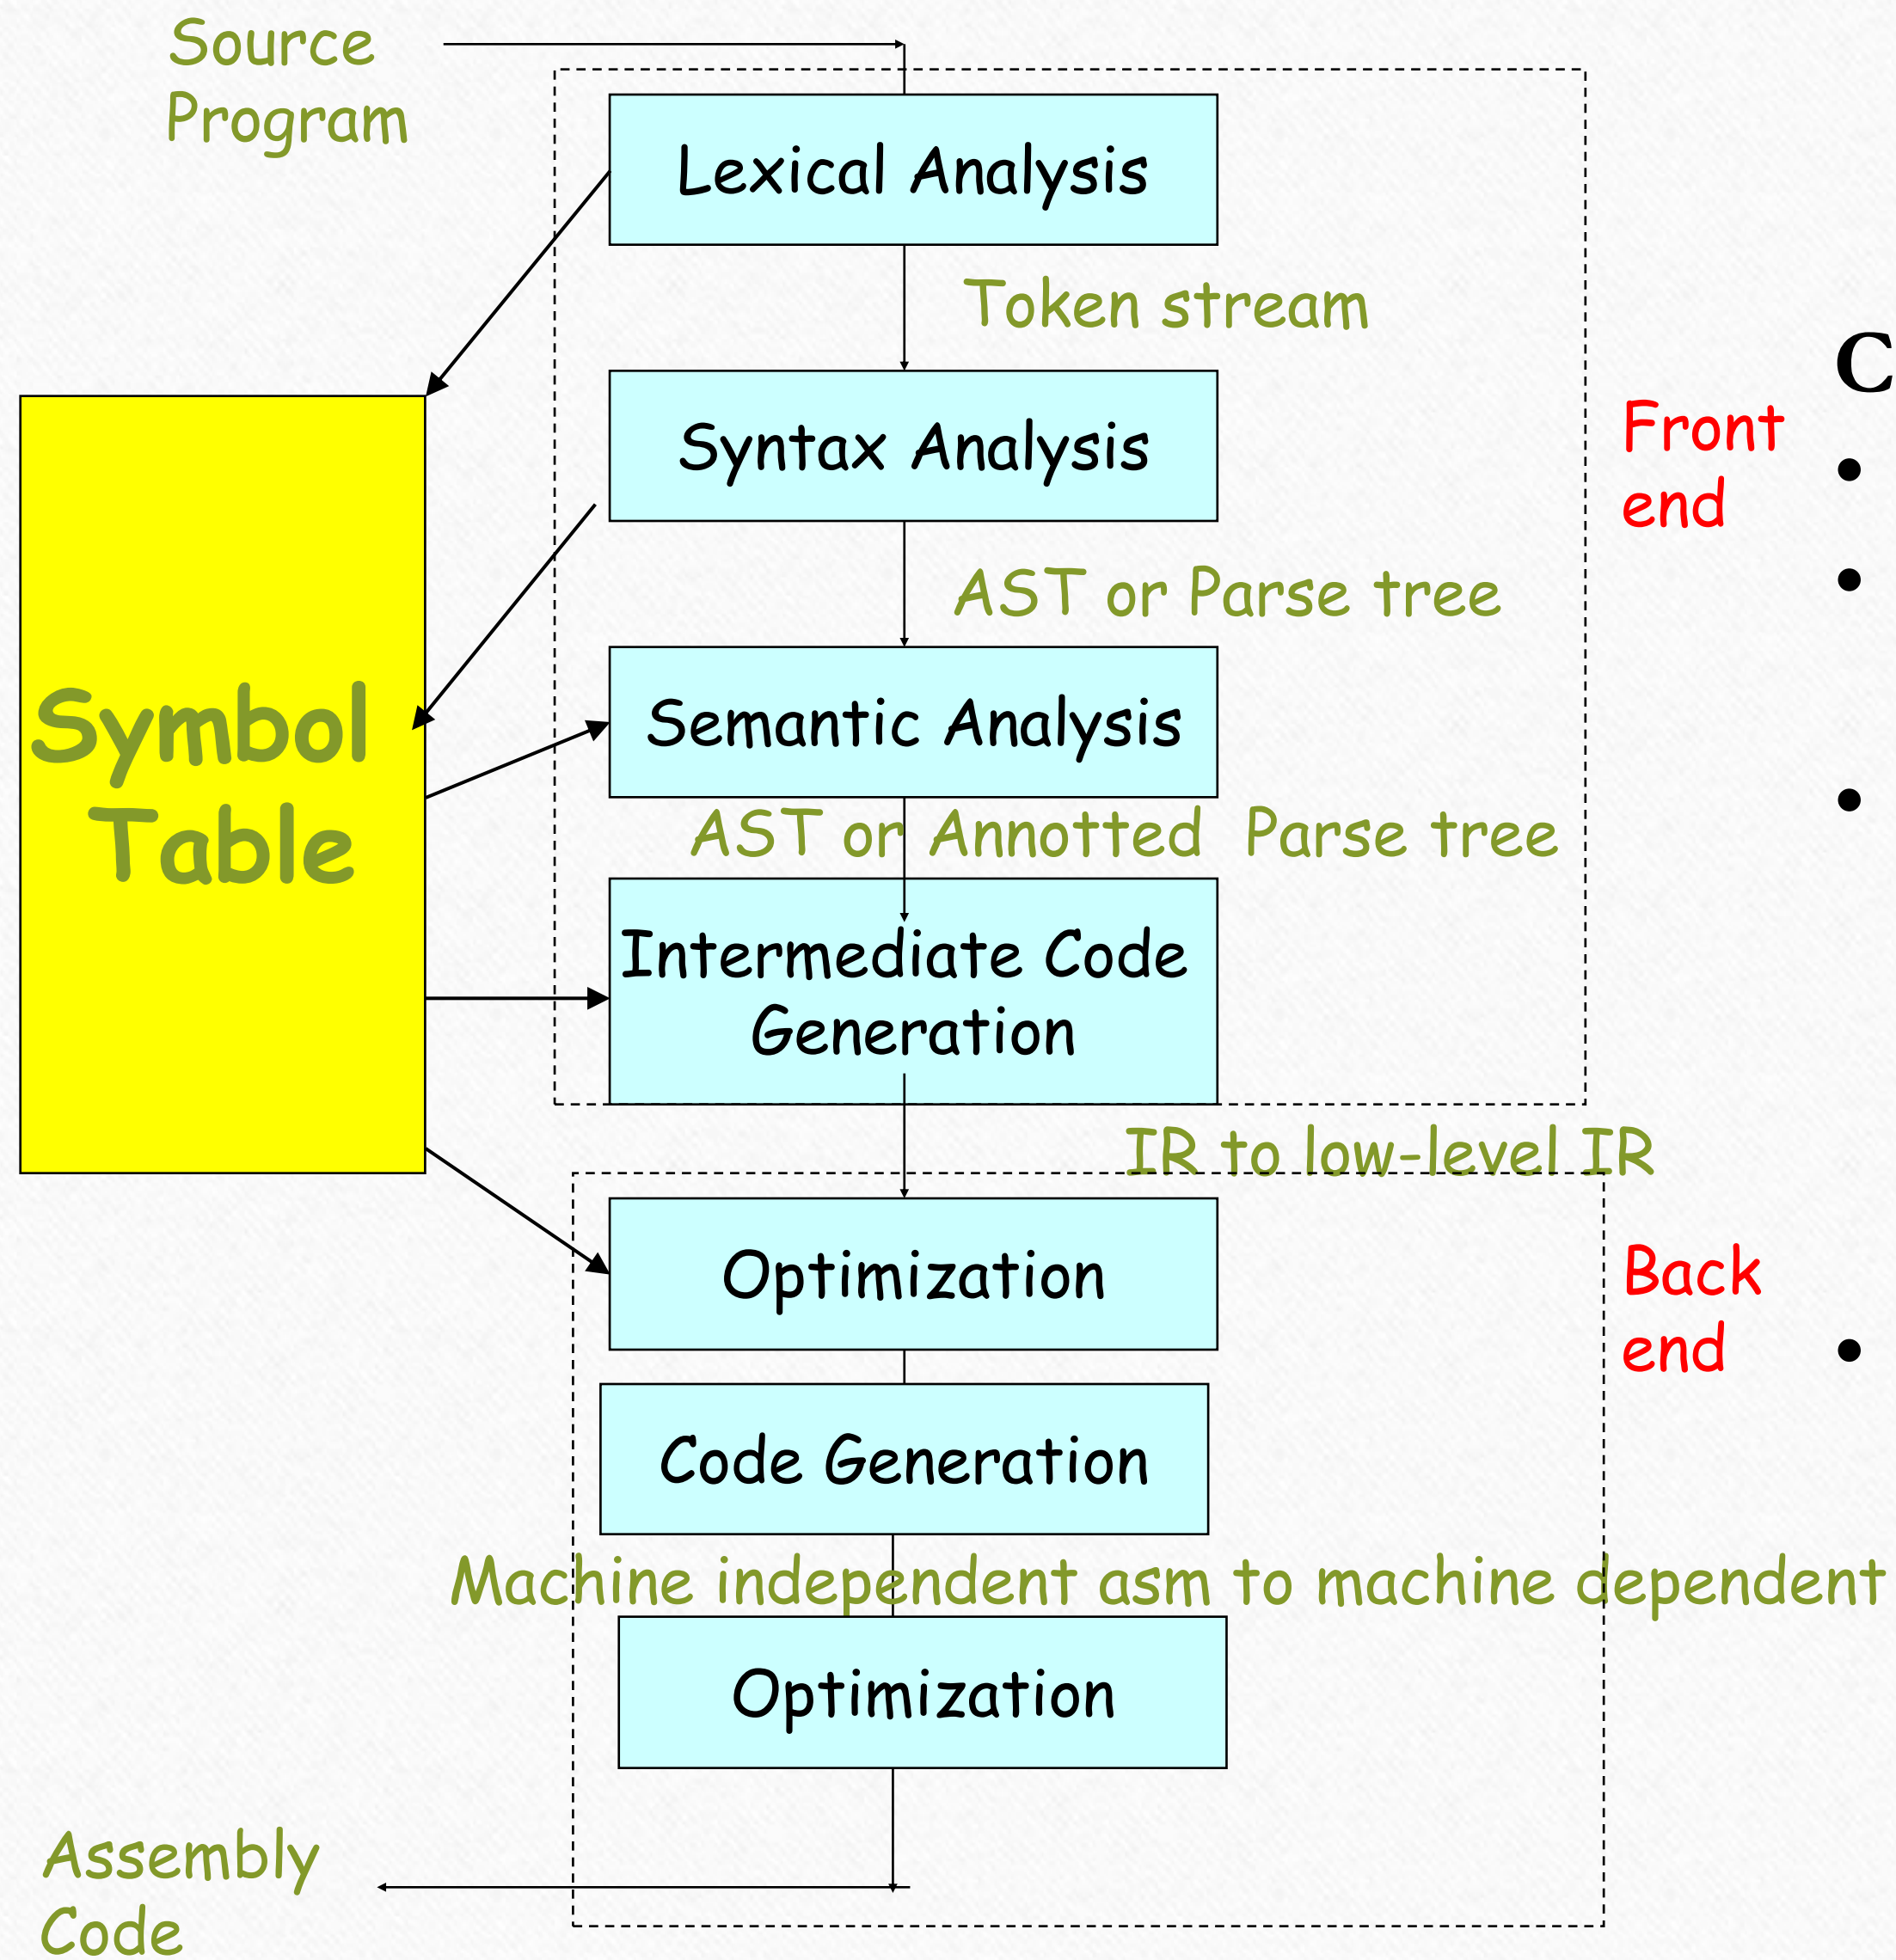 Source
Program
Lexical Analysis
Token stream
Syntax Analysis
Front
end
AST or Parse tree
Symbol
Table
Semantic Analysis
AST or Annotted Parse tree
Intermediate Code
Generation
IR to low-level IR
Optimization
Back
end
Code Generation
Machine independent asm to machine dependent
Optimization
Assembly
Code
C
•
•
•
•